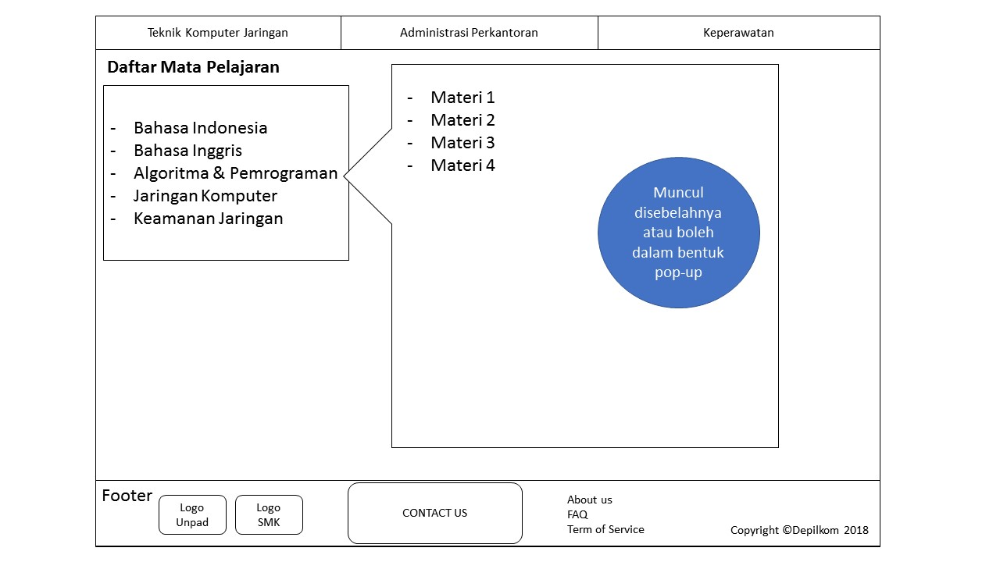 Teknik Komputer Jaringan
Administrasi Perkantoran
Keperawatan
Daftar Mata Pelajaran
- Bahasa Indonesia
- Bahasa Inggris
- Algoritma & Pemrograman
- Jaringan Komputer
- Keamanan Jaringan
- Materi 1
- Materi 2
- Materi 3
- Materi 4
Muncul
disebelahnya
atau boleh
dalam bentuk
pop-up
Footer
Logo
Unpad
Logo
SMK
CONTACT US
About us
FAQ
Term of Service
Copyright ©Depilkom 2018